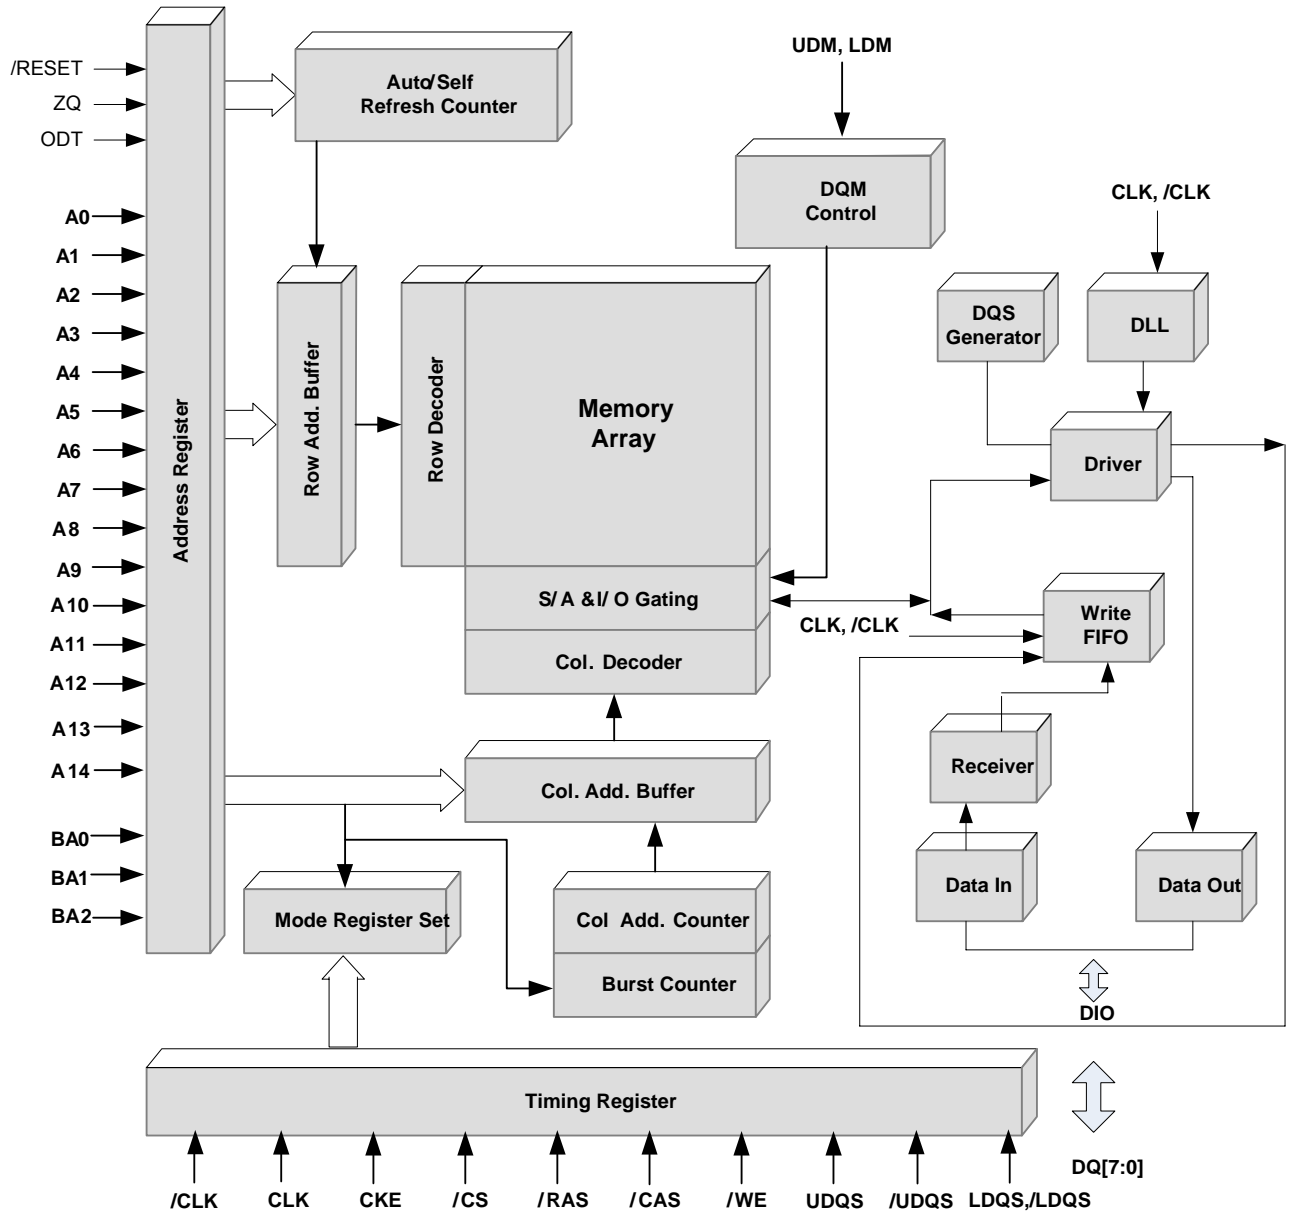 UDM, LDM
/RESET
ZQ
ODT
Auto/Self
Refresh Counter
DQM
Control
CLK, /CLK
A0
A1
A2
A3
A4
A5
A6
A7
A8
A9
A10
A11
A12
A13
A14
BA0
BA1
BA2
Address Register
Row Add. Buffer
Row Decoder
Memory
Array
DQS
Generator
DLL
Driver
S/ A &I/ O Gating
CLK, /CLK
Write
FIFO
Col. Decoder
Receiver
Col. Add. Buffer
Data In
Data Out
Mode Register Set
Col Add. Counter
Burst Counter
DIO
Timing Register
DQ[7:0]
/CLK
CLK
CKE
/CS
/RAS
/CAS
/WE
UDQS
/UDQS
LDQS,/LDQS